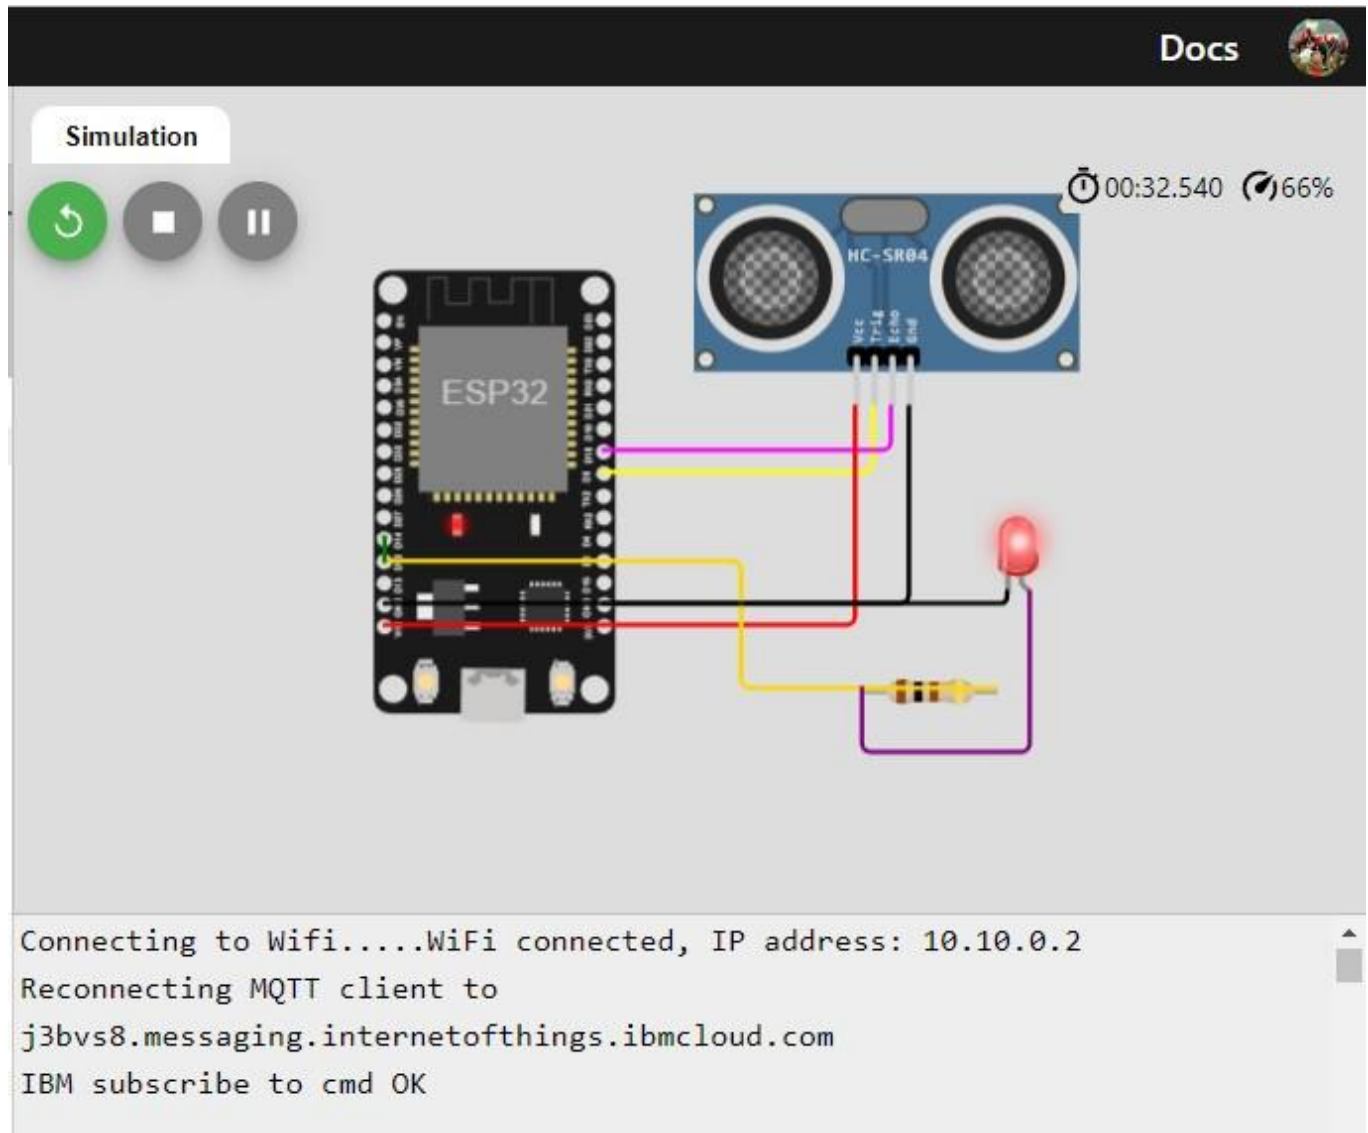 Docs
Simulation
00:32.540 66%
HC-SR04
Vcc
Trig
Echo
Gnd
ESP32
Connecting to Wifi.....WiFi connected, IP address: 10.10.0.2
Reconnecting MQTT client to
j3bvs8.messaging.internetofthings.ibmcloud.com
IBM subscribe to cmd OK